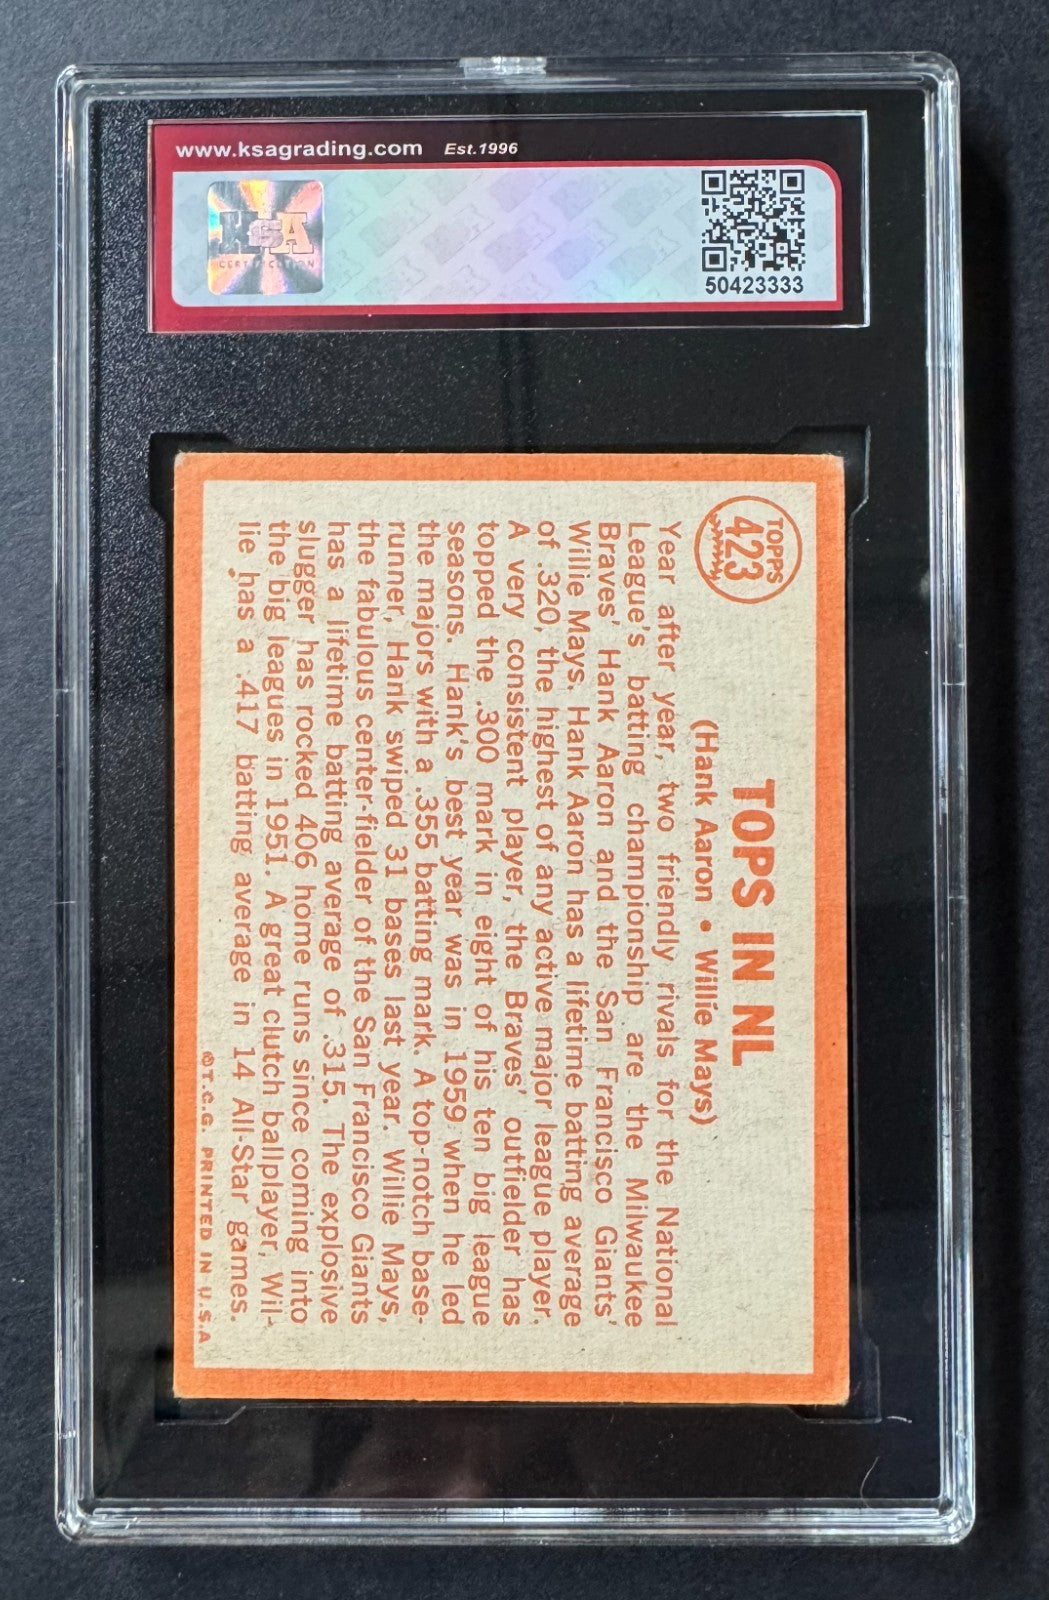 www.ksagrading.com Est.1996
KSA
CERTIFICATION
50423333
TOPPS
423
TOPS IN NL
(Hank Aaron • Willie Mays)
Year after year, two friendly rivals for the National
League's batting championship are the Milwaukee
Braves' Hank Aaron and the San Francisco Giants'
Willie Mays. Hank Aaron has a lifetime batting average
of .320, the highest of any active major league player.
A very consistent player, the Braves' outfielder has
topped the .300 mark in eight of his ten big league
seasons. Hank's best year was in 1959 when he led
the majors with a .355 batting mark. A top-notch base-
runner, Hank swiped 31 bases last year. Willie Mays,
the fabulous center-fielder of the San Francisco Giants
has a lifetime batting average of .315. The explosive
slugger has rocked 406 home runs since coming into
the big leagues in 1951. A great clutch ballplayer, Wil-
lie has a .417 batting average in 14 All-Star games.
©T.C.G. PRINTED IN U.S.A